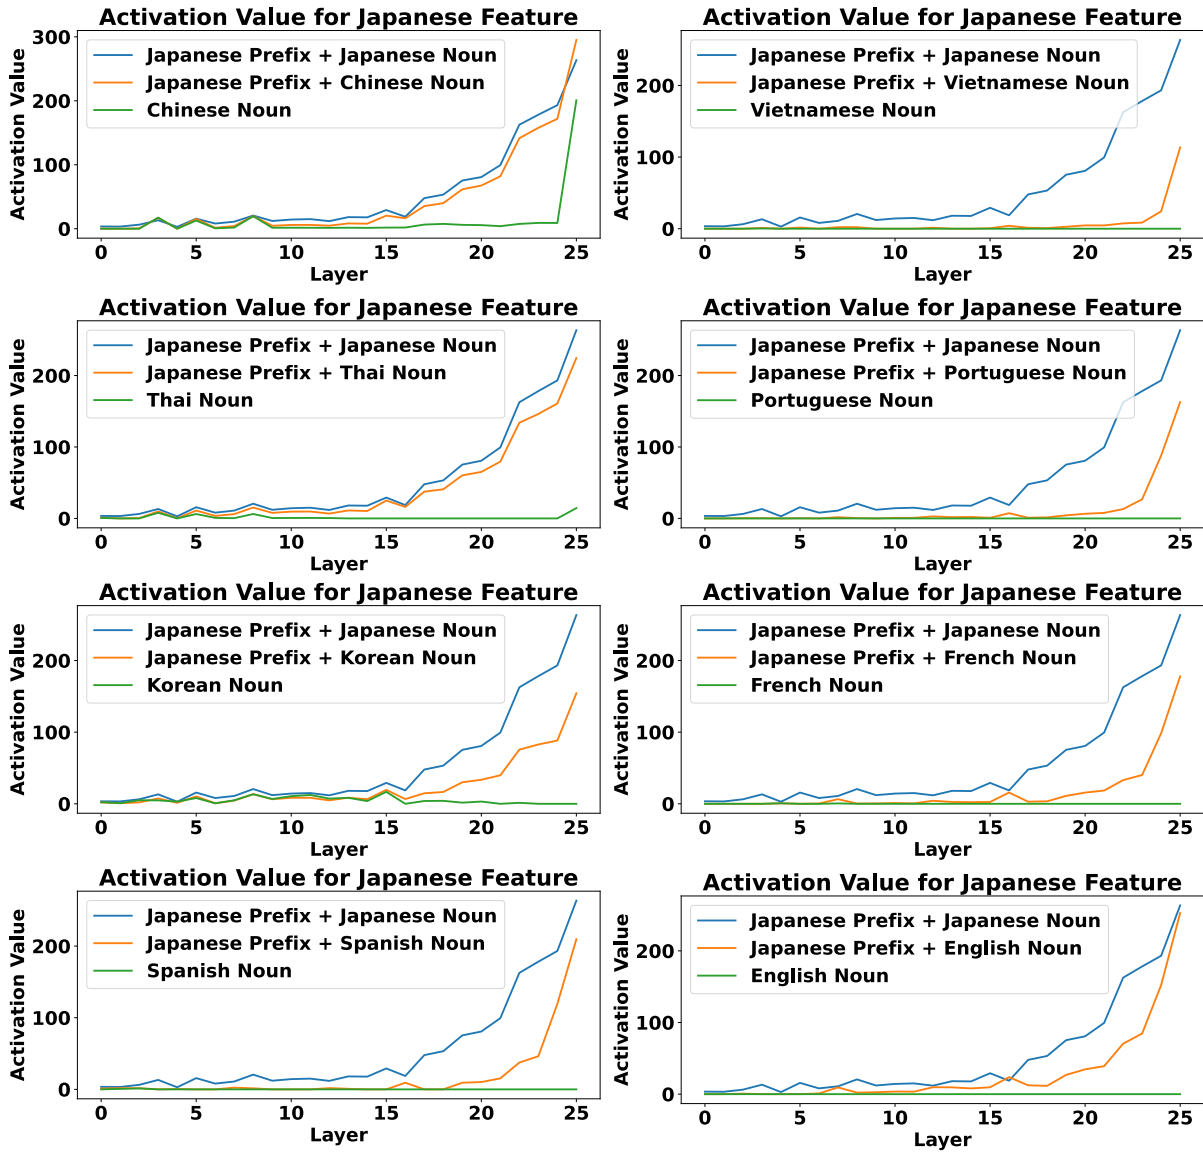 Activation Value for Japanese Feature
Activation Value
300
200
100
0
Japanese Prefix + Japanese Noun
Japanese Prefix + Chinese Noun
Chinese Noun
0 5 10 15 20 25
Layer
Activation Value for Japanese Feature
Activation Value
200
100
0
Japanese Prefix + Japanese Noun
Japanese Prefix + Vietnamese Noun
Vietnamese Noun
0 5 10 15 20 25
Layer
Activation Value for Japanese Feature
Activation Value
200
100
0
Japanese Prefix + Japanese Noun
Japanese Prefix + Thai Noun
Thai Noun
0 5 10 15 20 25
Layer
Activation Value for Japanese Feature
Activation Value
200
100
0
Japanese Prefix + Japanese Noun
Japanese Prefix + Portuguese Noun
Portuguese Noun
0 5 10 15 20 25
Layer
Activation Value for Japanese Feature
Activation Value
200
100
0
Japanese Prefix + Japanese Noun
Japanese Prefix + Korean Noun
Korean Noun
0 5 10 15 20 25
Layer
Activation Value for Japanese Feature
Activation Value
200
100
0
Japanese Prefix + Japanese Noun
Japanese Prefix + French Noun
French Noun
0 5 10 15 20 25
Layer
Activation Value for Japanese Feature
Activation Value
200
100
0
Japanese Prefix + Japanese Noun
Japanese Prefix + Spanish Noun
Spanish Noun
0 5 10 15 20 25
Layer
Activation Value for Japanese Feature
Activation Value
200
100
0
Japanese Prefix + Japanese Noun
Japanese Prefix + English Noun
English Noun
0 5 10 15 20 25
Layer